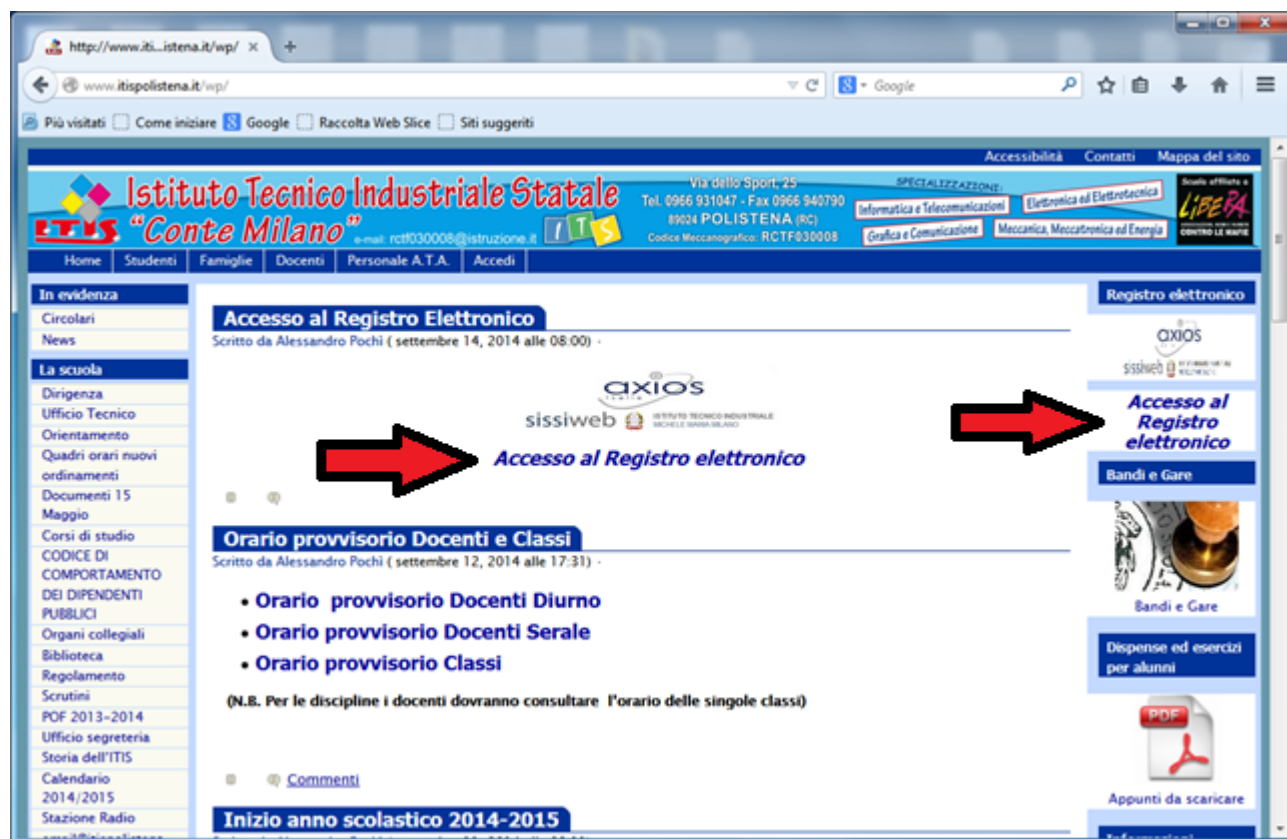 http://www.iti...istena.it/wp/
www.itispolistena.it/wp/
Google
Più visitati
Come iniziare
Google
Raccolta Web Slice
Siti suggeriti
Accessibilità
Contatti
Mappa del sito
ITIS
Istituto Tecnico Industriale Statale
"Conte Milano"
e-mail: rctf030008@istruzione.it
ITS
Via dello Sport, 25
Tel. 0966 931047 - Fax 0966 940790
89024 POLISTENA (RC)
Codice Meccanografico: RCTF030008
SPECIALIZZAZIONI:
Informatica e Telecomunicazioni
Elettronica ed Elettrotecnica
Grafica e Comunicazione
Meccanica, Meccatronica ed Energia
Scuola affiliata a
LIBERA
CONTRO LE MAFIE
Home
Studenti
Famiglie
Docenti
Personale A.T.A.
Accedi
In evidenza
Circolari
News
La scuola
Dirigenza
Ufficio Tecnico
Orientamento
Quadri orari nuovi
ordinamenti
Documenti 15
Maggio
Corsi di studio
CODICE DI
COMPORTAMENTO
DEI DIPENDENTI
PUBBLICI
Organi collegiali
Biblioteca
Regolamento
Scrutini
POF 2013-2014
Ufficio segreteria
Storia dell'ITIS
Calendario
2014/2015
Stazione Radio
Accesso al Registro Elettronico
Scritto da Alessandro Pochì ( settembre 14, 2014 alle 08:00) ·
axios
italia
sissiweb
ISTITUTO TECNICO INDUSTRIALE
MICHELE MARIA MILANO
Accesso al Registro elettronico
Orario provvisorio Docenti e Classi
Scritto da Alessandro Pochì ( settembre 12, 2014 alle 17:31) ·
• Orario provvisorio Docenti Diurno
• Orario provvisorio Docenti Serale
• Orario provvisorio Classi
(N.B. Per le discipline i docenti dovranno consultare l'orario delle singole classi)
Commenti
Inizio anno scolastico 2014-2015
Registro elettronico
axios
sissiweb
Accesso al
Registro
elettronico
Bandi e Gare
Bandi e Gare
Dispense ed esercizi
per alunni
PDF
Appunti da scaricare
Informazioni